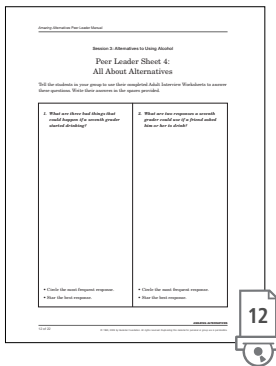 Amazing Alternatives Peer Leader Manual
Session 3: Alternatives to Using Alcohol
Peer Leader Sheet 4:
All About Alternatives
Tell the students in your group to use their completed Adult Interview Worksheets to answer
these questions. Write their answers in the spaces provided.
1. What are three bad things that
could happen if a seventh grader
started drinking?
• Circle the most frequent response.
• Star the best response.
2. What are two responses a seventh
grader could use if a friend asked
him or her to drink?
• Circle the most frequent response.
• Star the best response.
AMAZING ALTERNATIVES
12